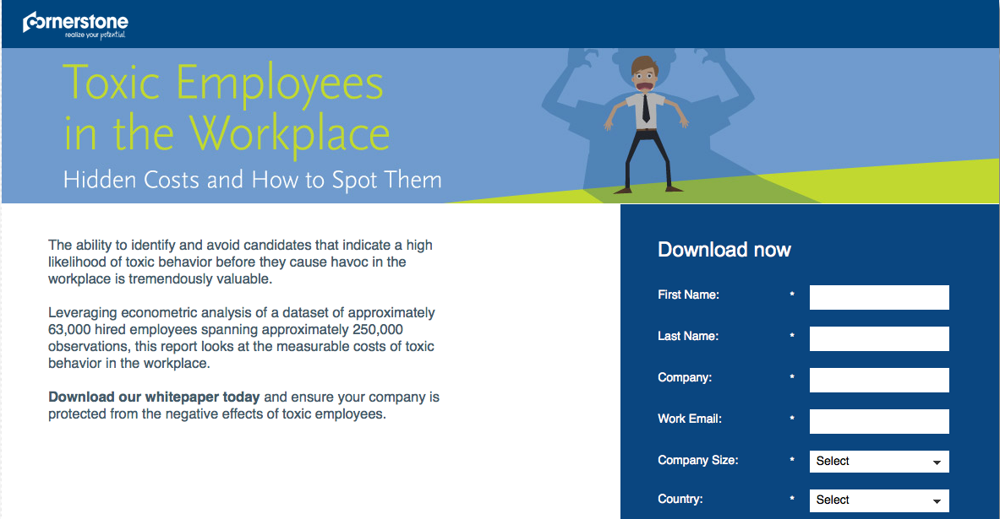 Cornerstone
realize your potential
Toxic Employees
in the Workplace
Hidden Costs and How to Spot Them
The ability to identify and avoid candidates that indicate a high
likelihood of toxic behavior before they cause havoc in the
workplace is tremendously valuable.
Leveraging econometric analysis of a dataset of approximately
63,000 hired employees spanning approximately 250,000
observations, this report looks at the measurable costs of toxic
behavior in the workplace.
Download our whitepaper today and ensure your company is
protected from the negative effects of toxic employees.
Download now
First Name: *
Last Name: *
Company: *
Work Email: *
Company Size: * Select
Country: * Select